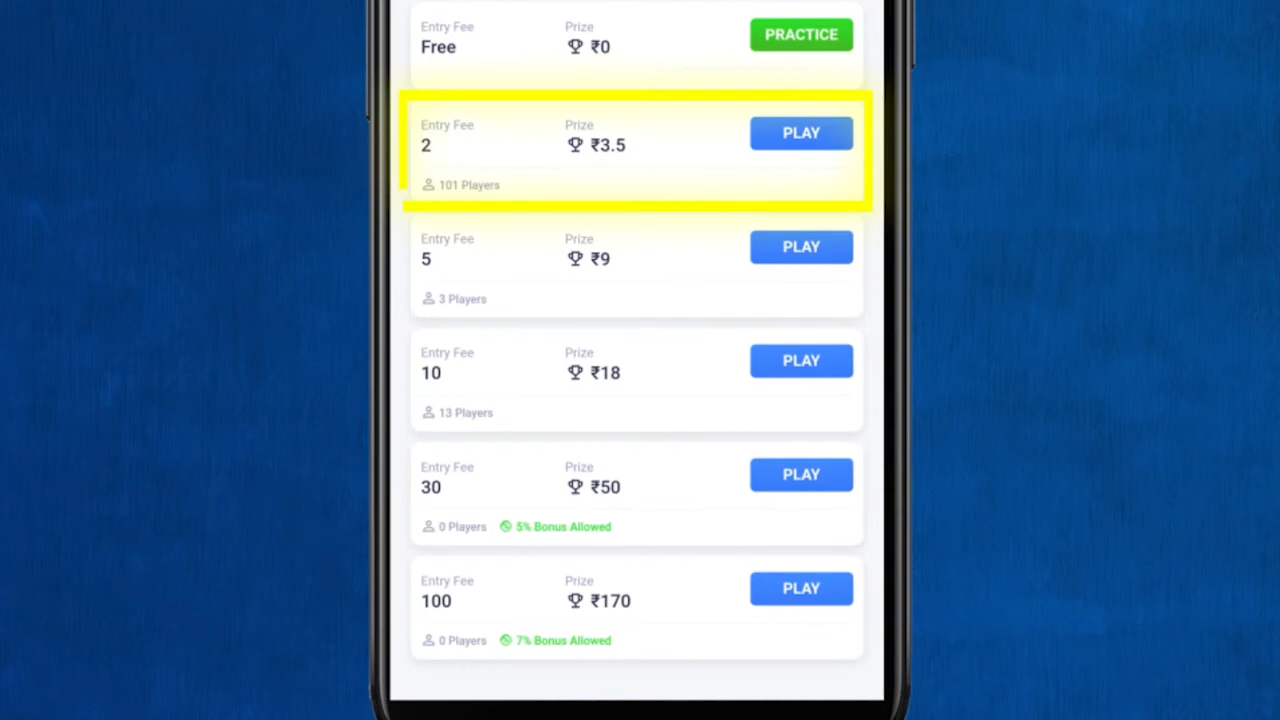 Entry Fee Prize PRACTICE
Free ₹0
Entry Fee Prize PLAY
2 ₹3.5
101 Players
Entry Fee Prize PLAY
5 ₹9
3 Players
Entry Fee Prize PLAY
10 ₹18
13 Players
Entry Fee Prize PLAY
30 ₹50
0 Players 5% Bonus Allowed
Entry Fee Prize PLAY
100 ₹170
0 Players 7% Bonus Allowed